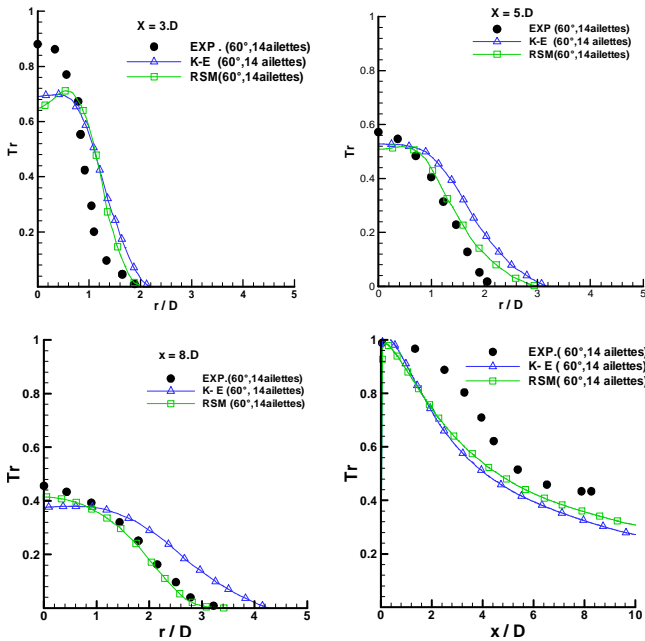 X = 3.D
EXP . (60°,14ailettes)
K-E (60°,14 ailettes)
RSM(60°,14ailettes)
Tr
0.2
0.4
0.6
0.8
1
0
1
2
3
4
5
r / D
X = 5.D
EXP (60°,14ailettes)
K-E (60°,14 ailettes)
RSM(60°,14ailettes)
Tr
0.2
0.4
0.6
0.8
1
0
1
2
3
4
5
r / D
x = 8.D
EXP.(60°,14ailettes)
K- E (60°, 14ailettes)
RSM (60°,14ailettes)
Tr
0.2
0.4
0.6
0.8
1
0
1
2
3
4
5
r / D
EXP.( 60°,14 ailettes)
K- E ( 60°,14 ailettes)
RSM( 60°,14 ailettes)
Tr
0.2
0.4
0.6
0.8
1
0
2
4
6
8
10
x / D